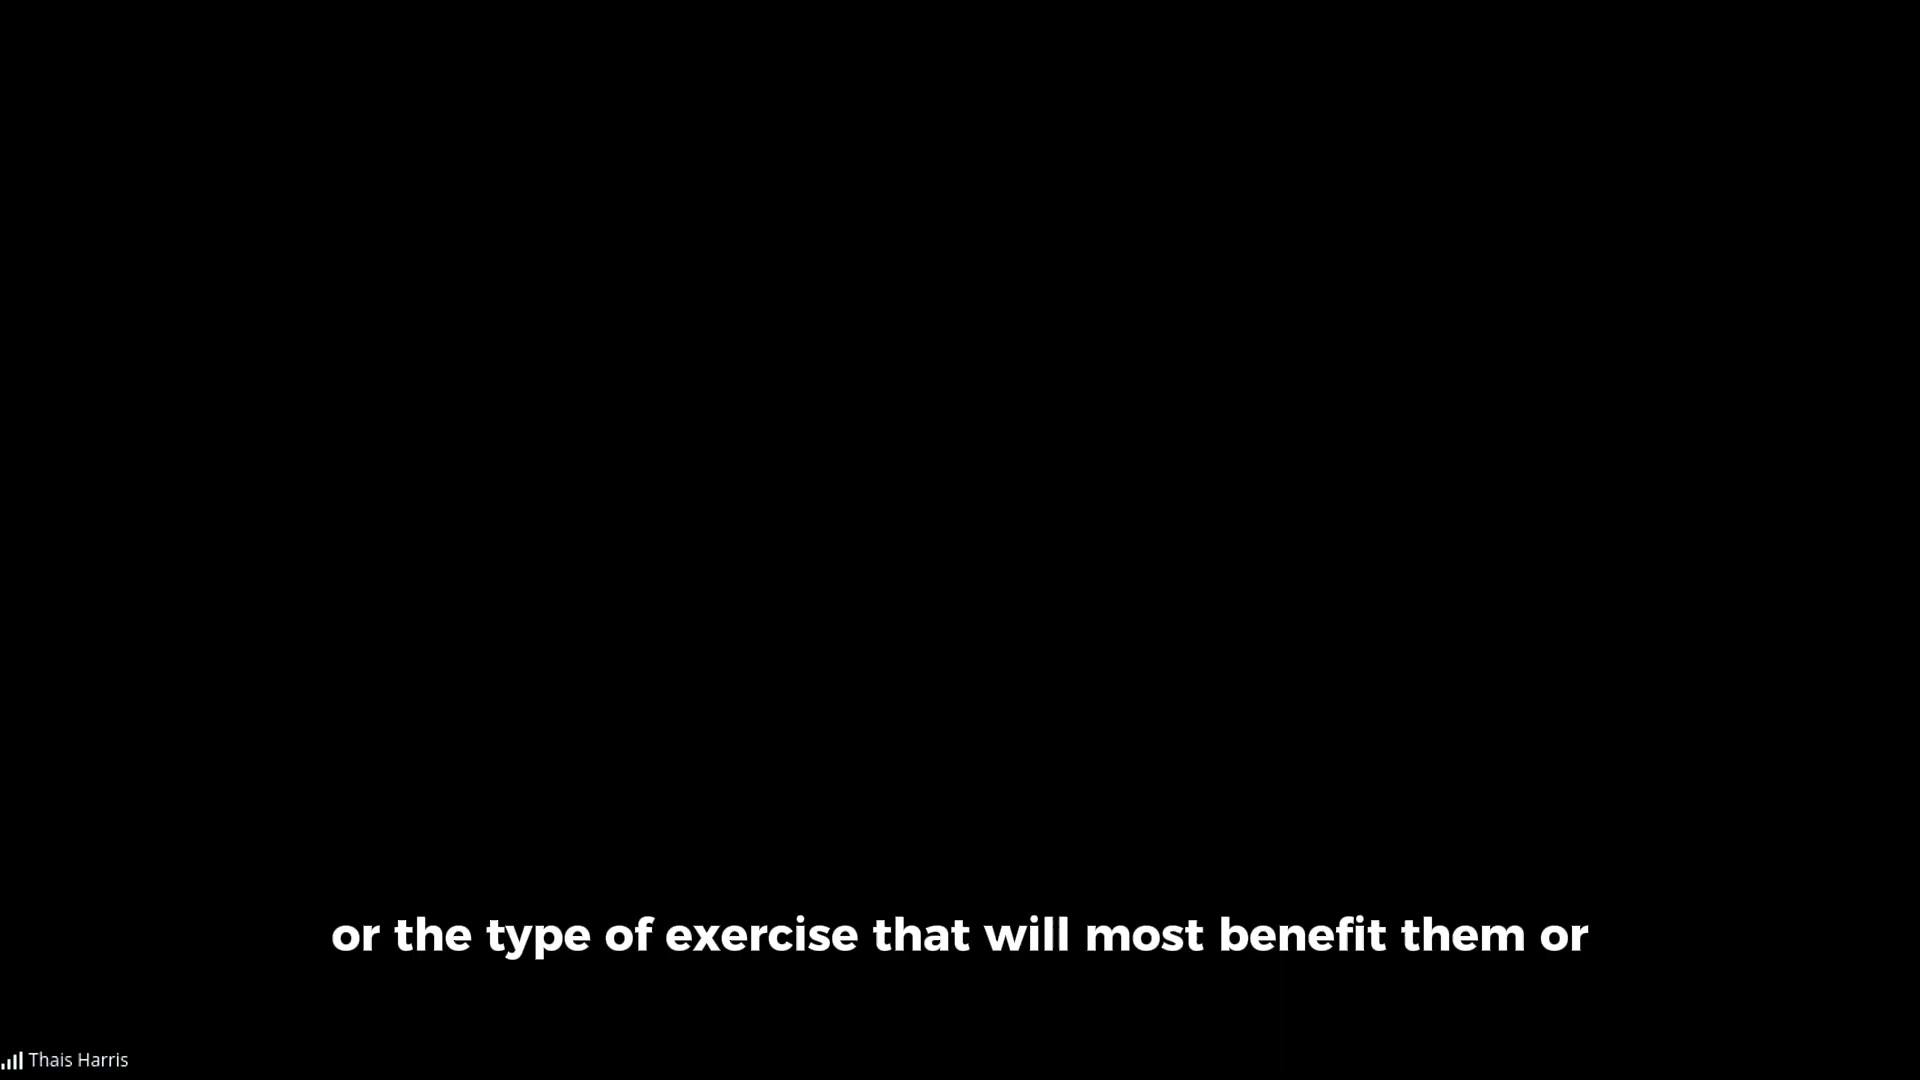 or the type of exercise that will most benefit them or
Thais Harris